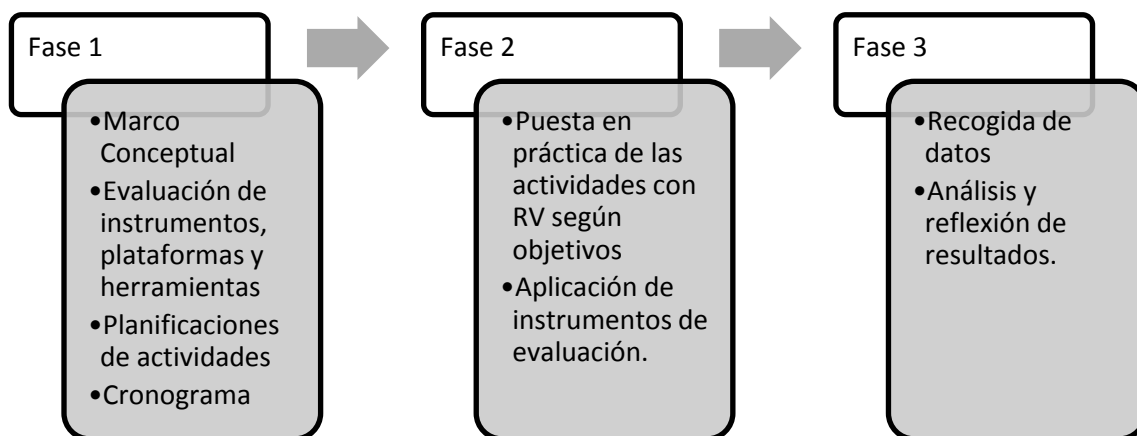 Fase 1
•Marco
Conceptual
•Evaluación de
instrumentos,
plataformas y
herramientas
•Planificaciones
de actividades
•Cronograma
Fase 2
•Puesta en
práctica de las
actividades con
RV según
objetivos
•Aplicación de
instrumentos de
evaluación.
Fase 3
•Recogida de
datos
•Análisis y
reflexión de
resultados.